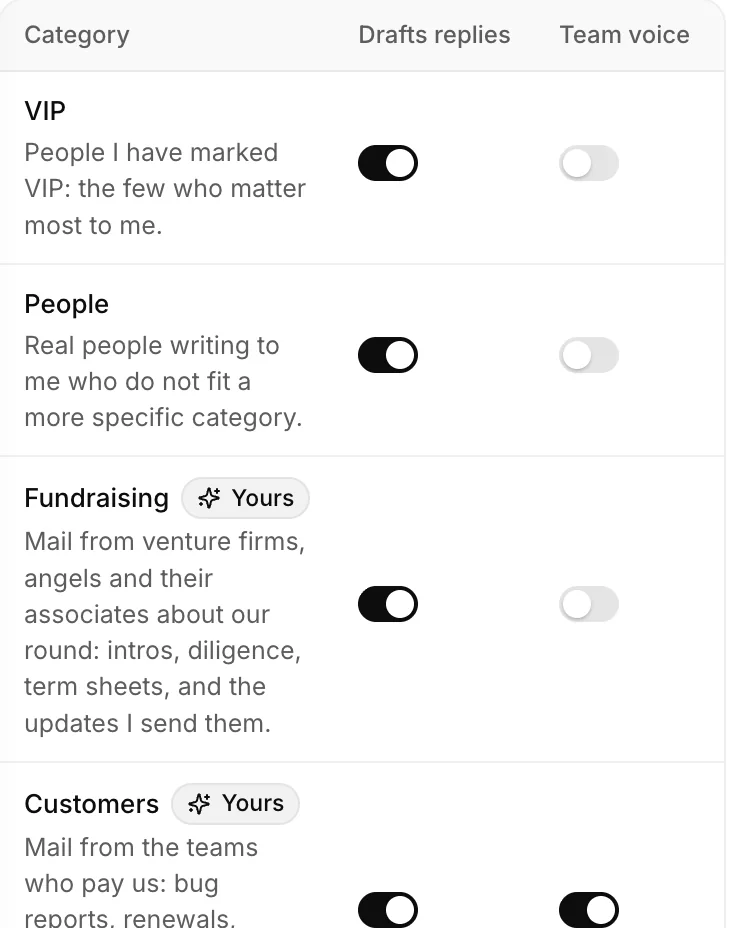 Category Drafts replies Team voice
VIP
People I have marked
VIP: the few who matter
most to me.
People
Real people writing to
me who do not fit a
more specific category.
Fundraising Yours
Mail from venture firms,
angels and their
associates about our
round: intros, diligence,
term sheets, and the
updates I send them.
Customers Yours
Mail from the teams
who pay us: bug
reports, renewals,